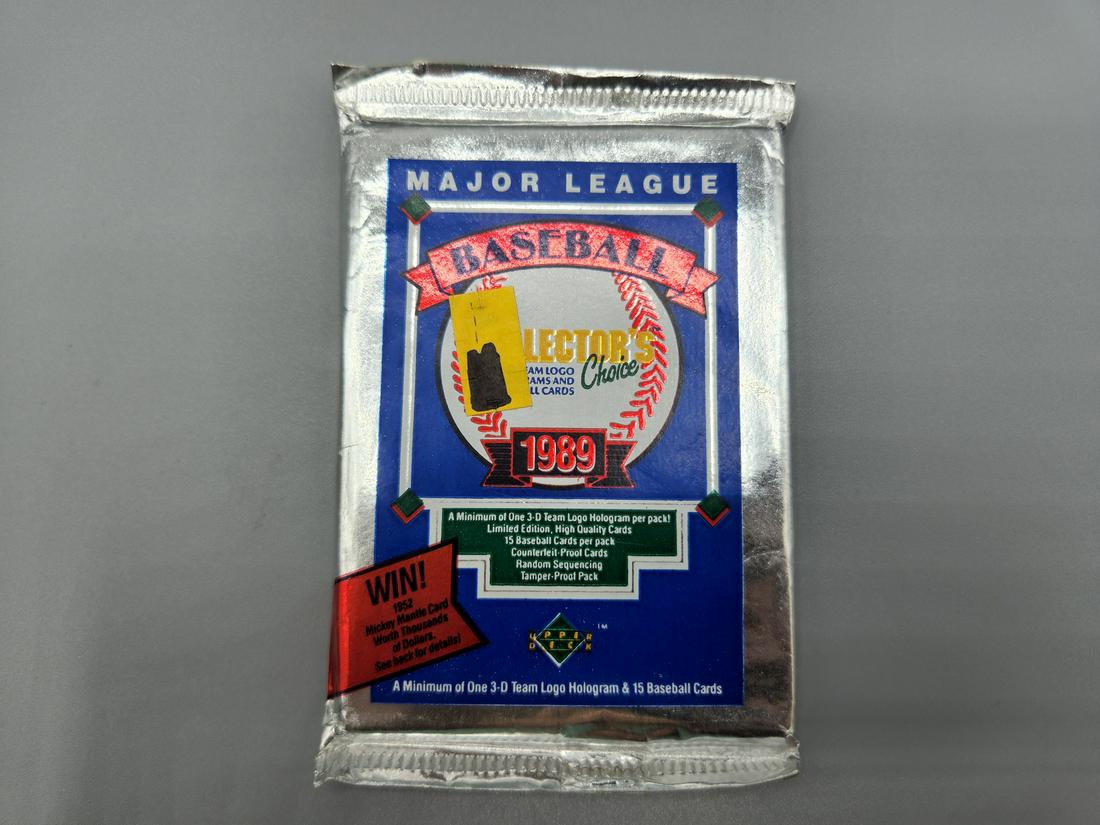 MAJOR LEAGUE
BASEBALL
LECTOR'S
Choice
AM LOGO
AMS AND
LL CARDS
1989
A Minimum of One 3-D Team Logo Hologram per pack!
Limited Edition, High Quality Cards
15 Baseball Cards per pack
Counterfeit-Proof Cards
Random Sequencing
Tamper-Proof Pack
WIN!
1952
Mickey Mantle Card
Worth Thousands
of Dollars.
See back for details!
UPPER
DECK
TM
A Minimum of One 3-D Team Logo Hologram & 15 Baseball Cards